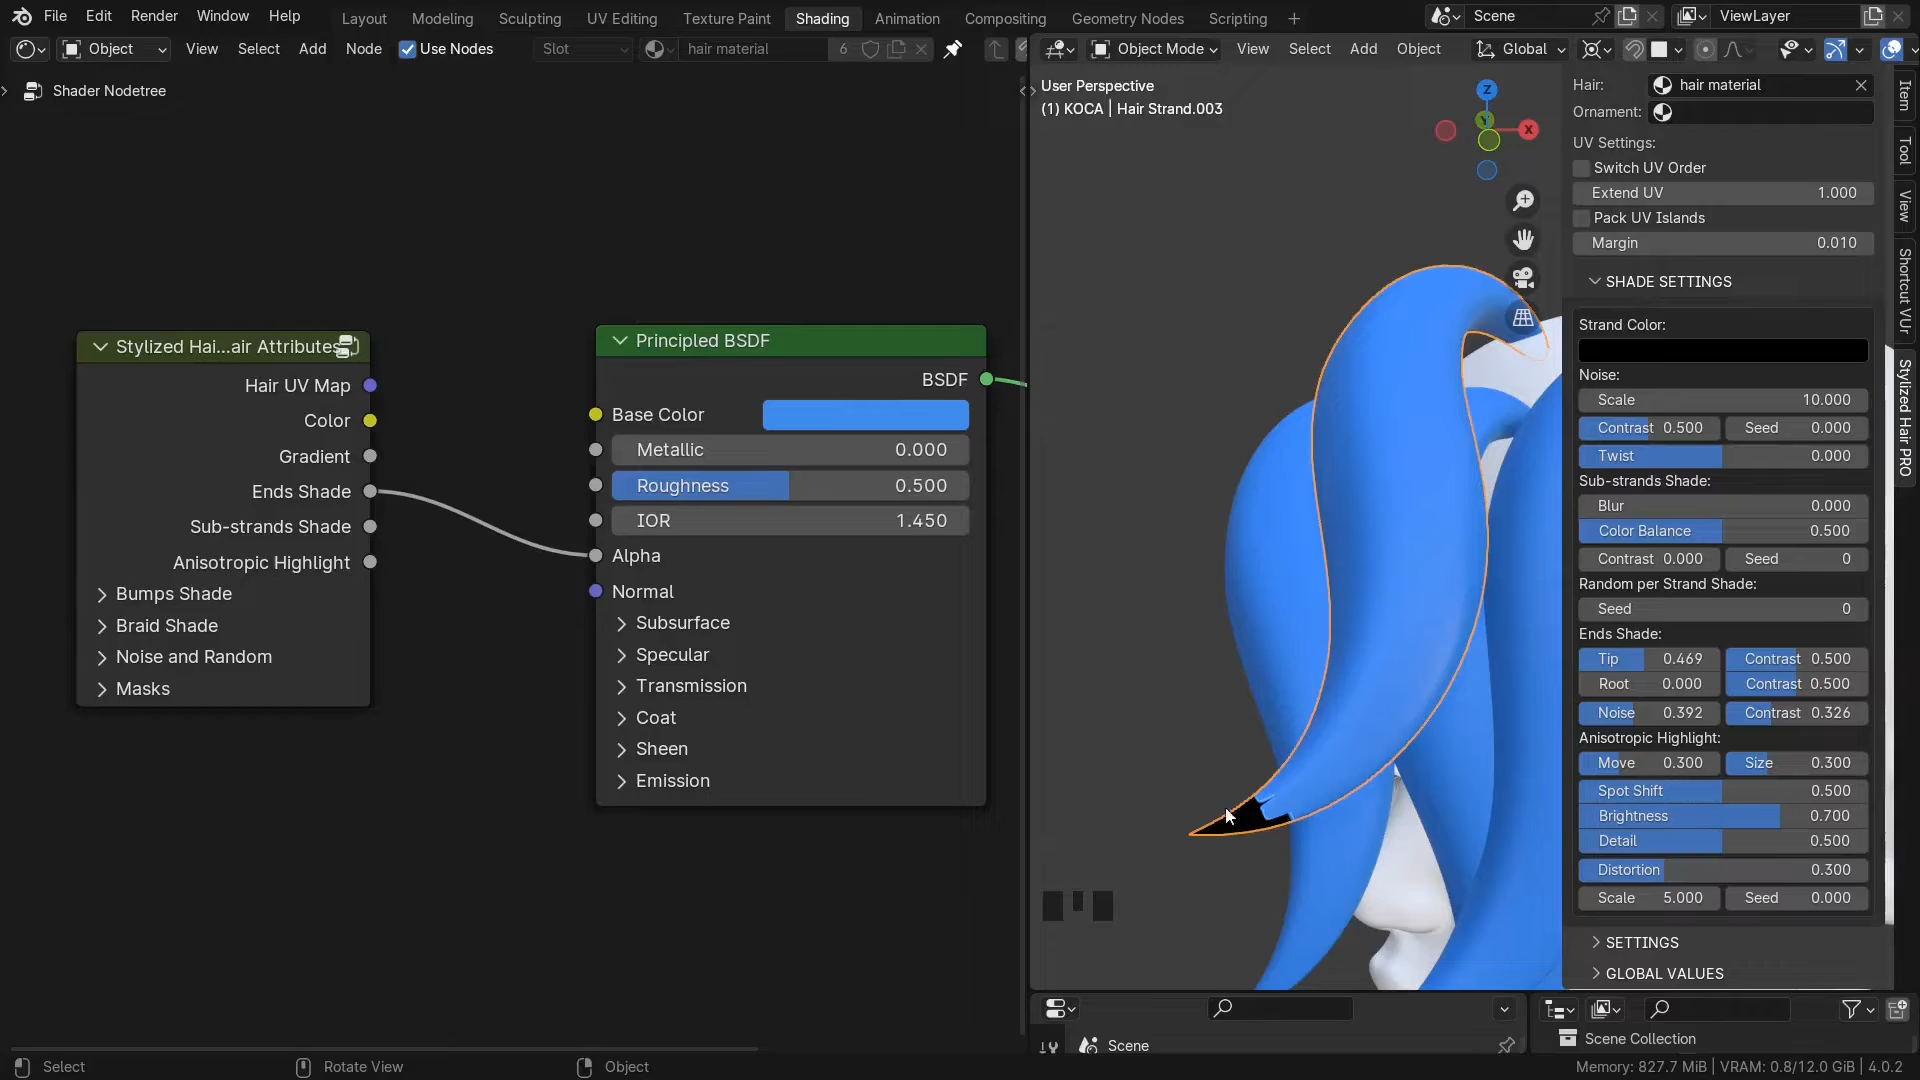 File Edit Render Window Help Layout Modeling Sculpting UV Editing Texture Paint Shading Animation Compositing Geometry Nodes Scripting + Scene ViewLayer
Object View Select Add Node Use Nodes Slot hair material 6 Object Mode View Select Add Object Global
Shader Nodetree
User Perspective
(1) KOCA | Hair Strand.003
Z
Y
X
Stylized Hai...air Attributes
Hair UV Map
Color
Gradient
Ends Shade
Sub-strands Shade
Anisotropic Highlight
Bumps Shade
Braid Shade
Noise and Random
Masks
Principled BSDF
BSDF
Base Color
Metallic 0.000
Roughness 0.500
IOR 1.450
Alpha
Normal
Subsurface
Specular
Transmission
Coat
Sheen
Emission
Hair: hair material
Ornament:
UV Settings:
Switch UV Order
Extend UV 1.000
Pack UV Islands
Margin 0.010
SHADE SETTINGS
Strand Color:
Noise:
Scale 10.000
Contrast 0.500 Seed 0.000
Twist 0.000
Sub-strands Shade:
Blur 0.000
Color Balance 0.500
Contrast 0.000 Seed 0
Random per Strand Shade:
Seed 0
Ends Shade:
Tip 0.469 Contrast 0.500
Root 0.000 Contrast 0.500
Noise 0.392 Contrast 0.326
Anisotropic Highlight:
Move 0.300 Size 0.300
Spot Shift 0.500
Brightness 0.700
Detail 0.500
Distortion 0.300
Scale 5.000 Seed 0.000
SETTINGS
GLOBAL VALUES
Item
Tool
View
Shortcut VUr
Stylized Hair PRO
Scene
Scene Collection
Select Rotate View Object Memory: 827.7 MiB | VRAM: 0.8/12.0 GiB | 4.0.2